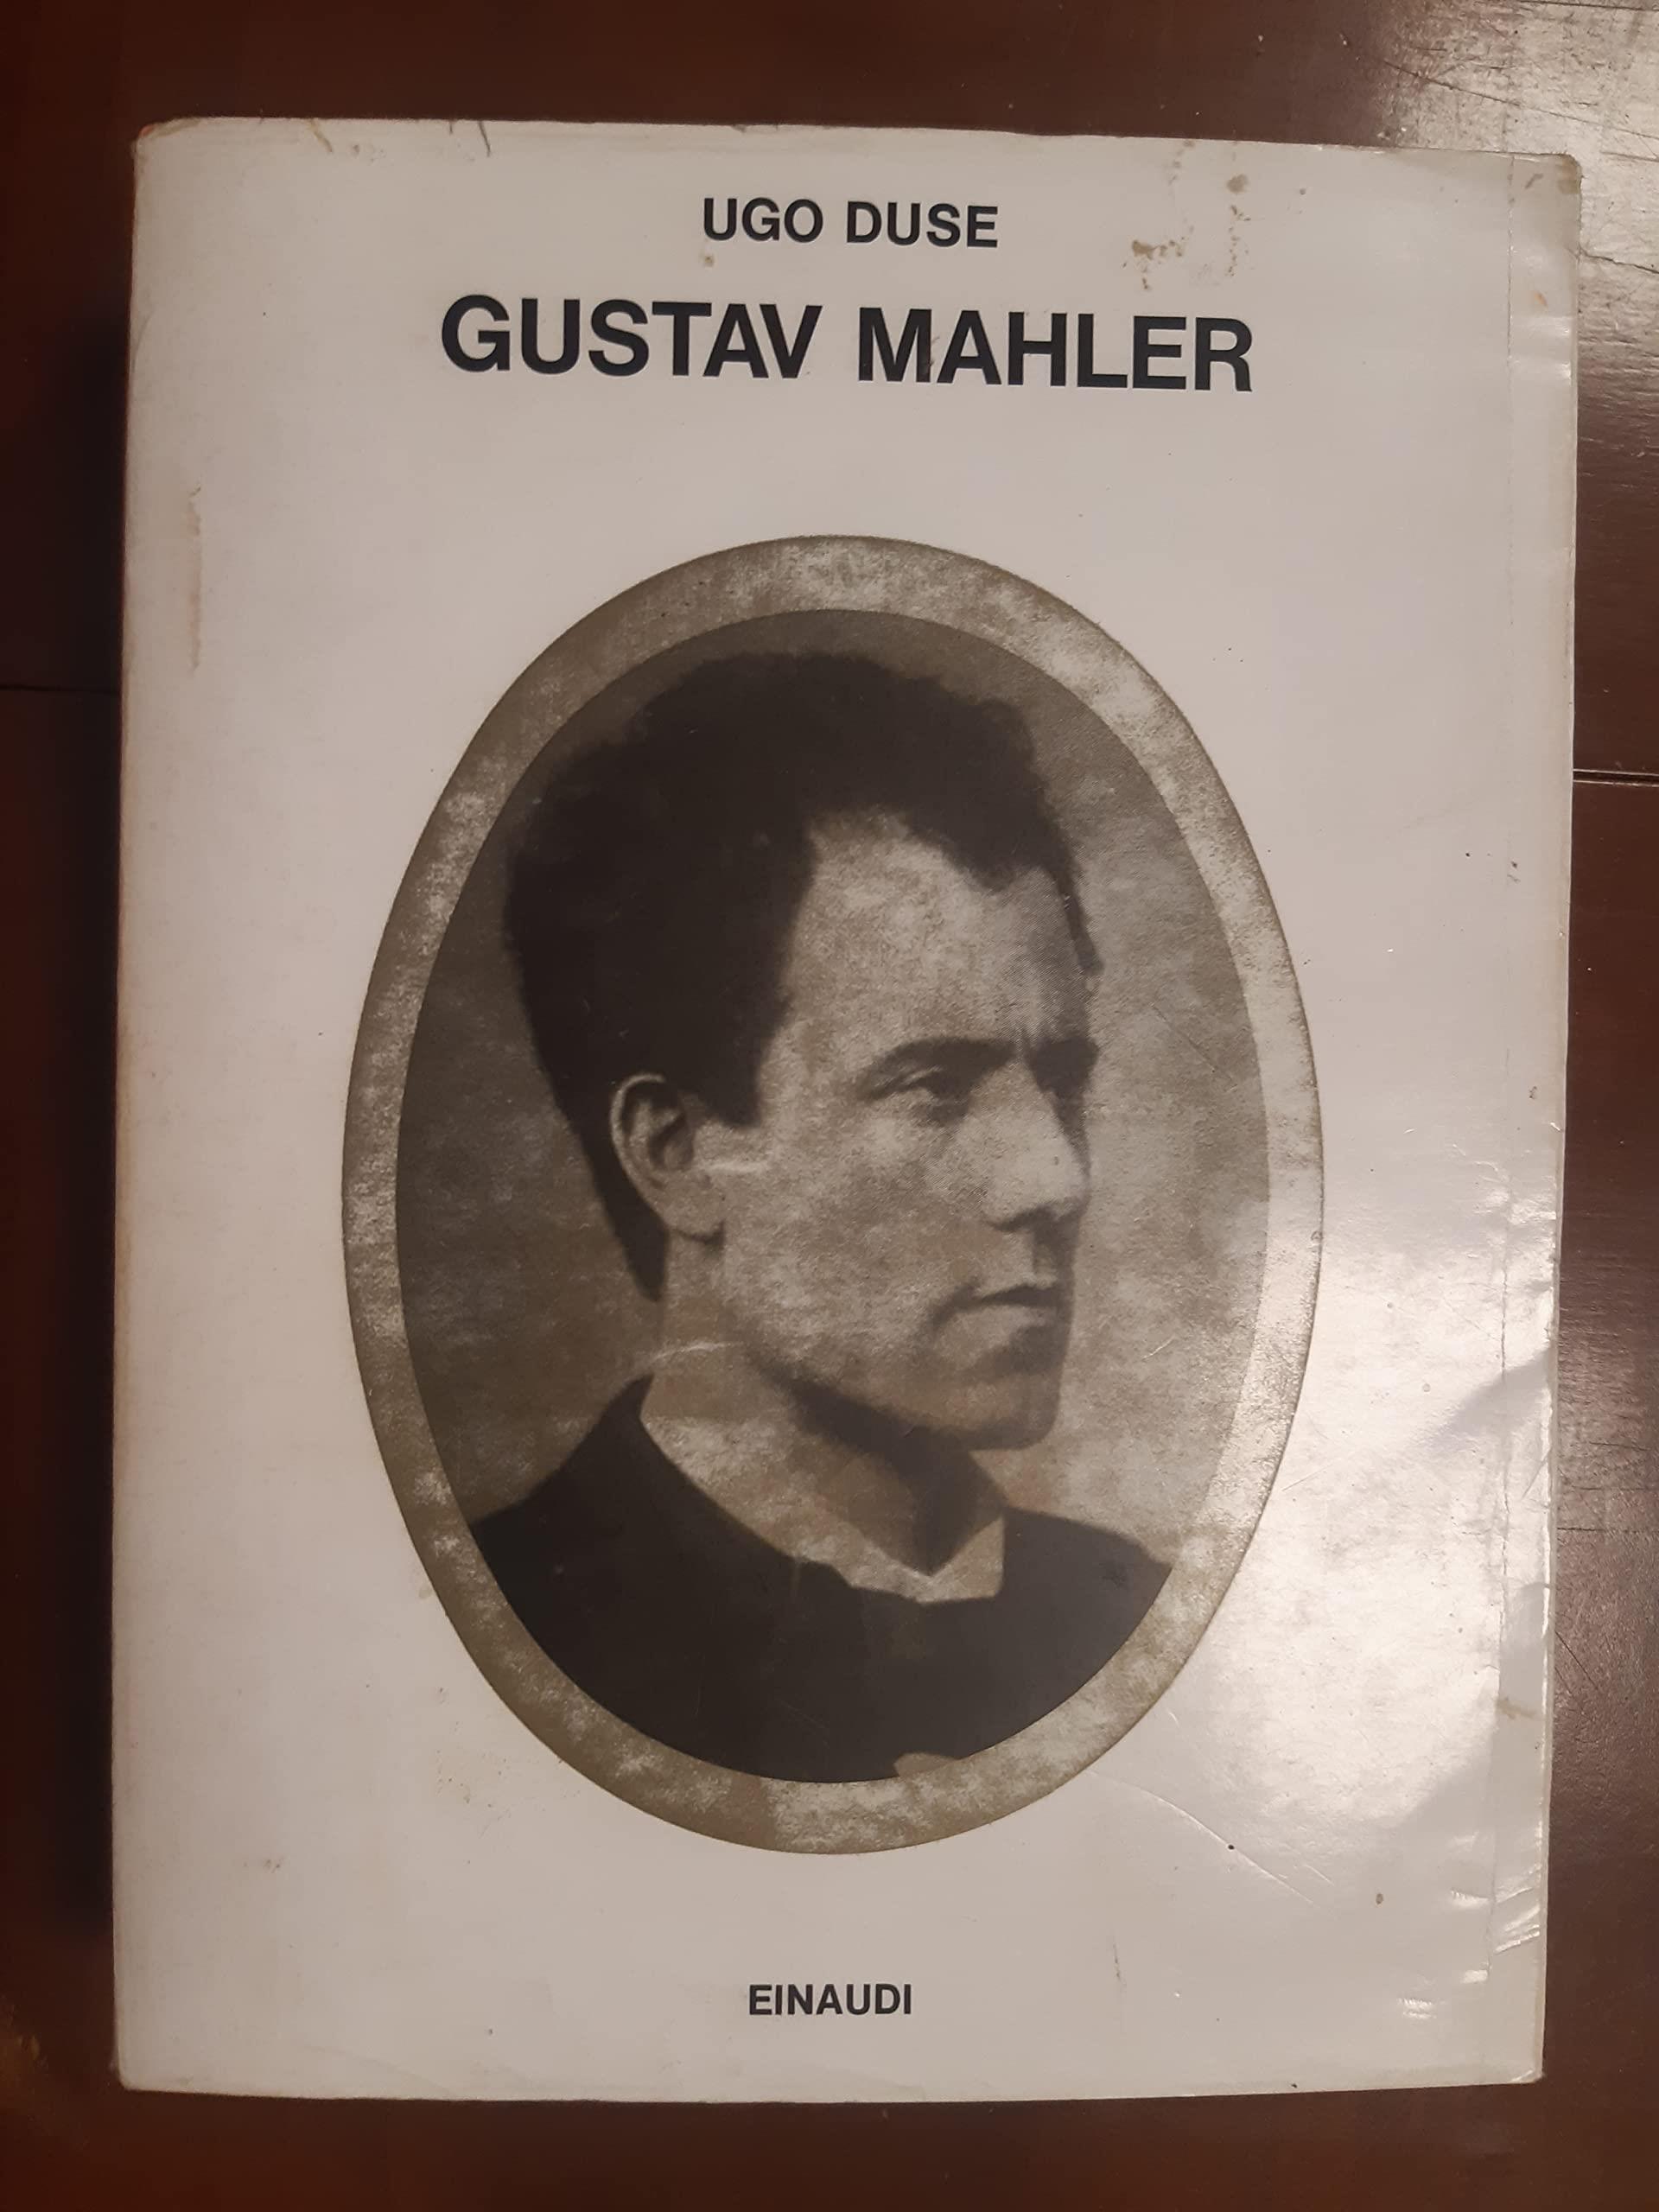 UGO DUSE
GUSTAV MAHLER
EINAUDI